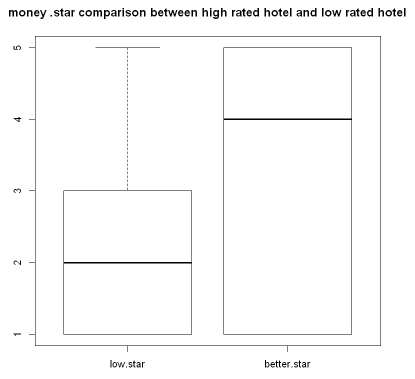 money .star comparison between high rated hotel and low rated hotel
5
4
3
2
1
low.star better.star